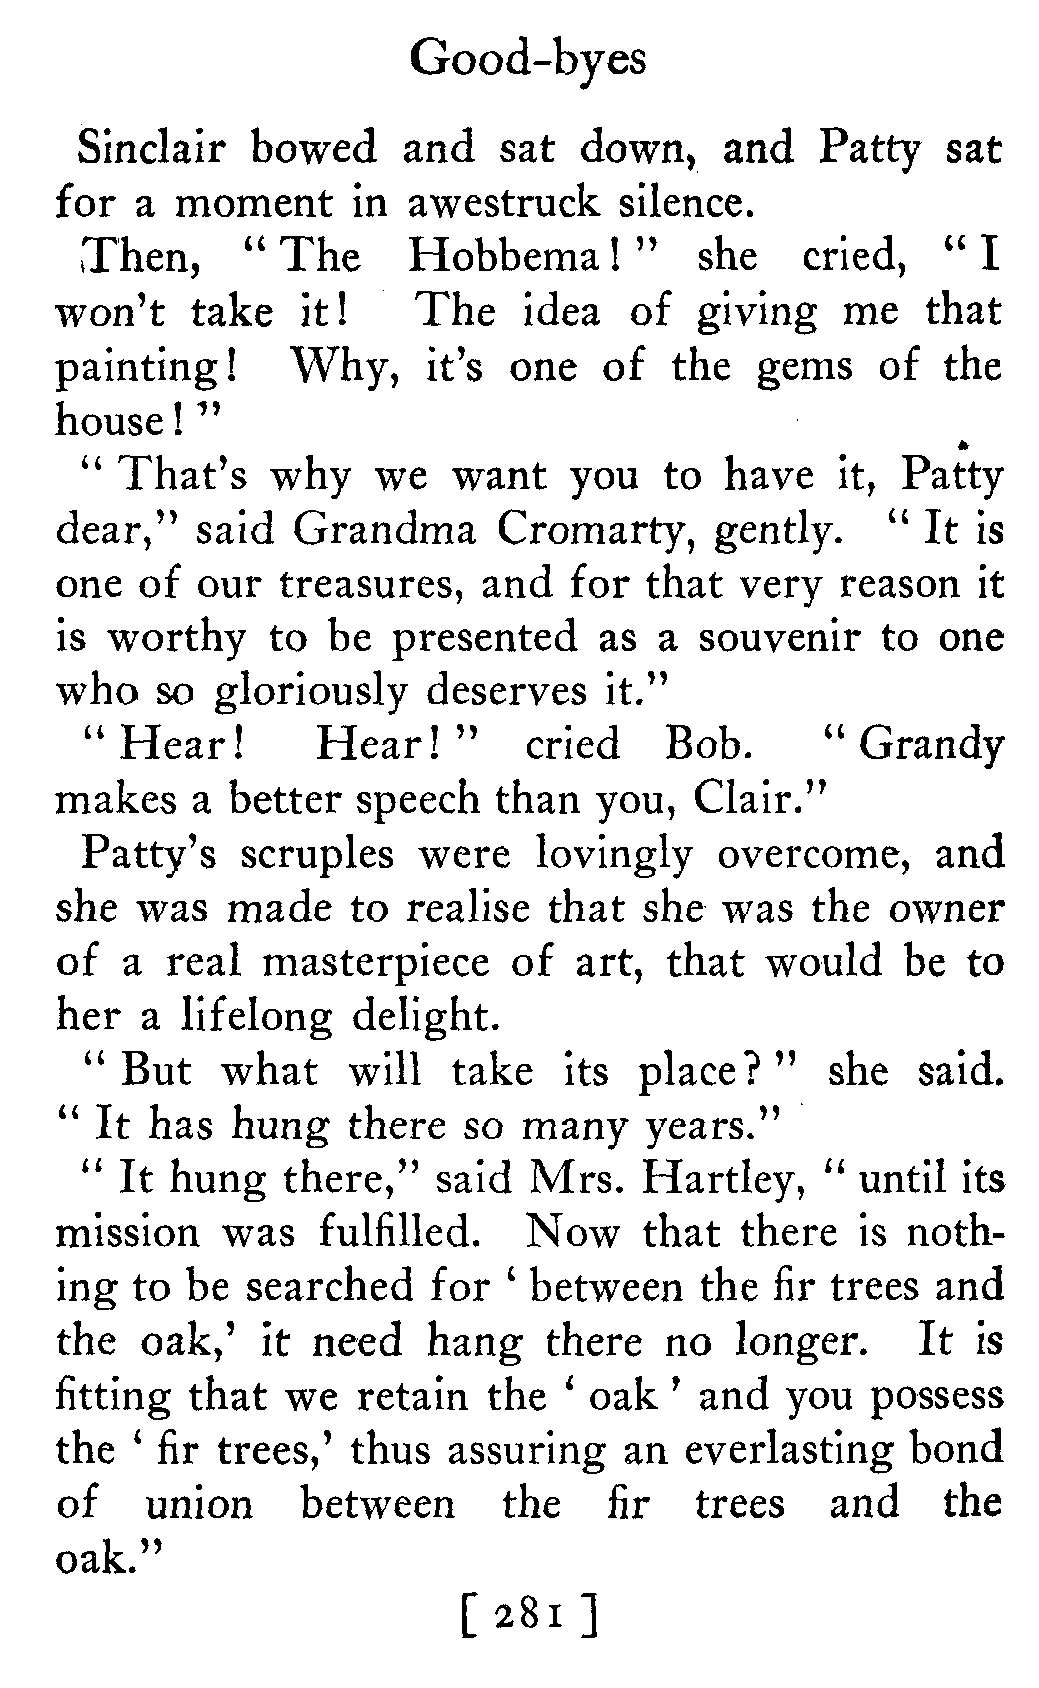 Good-byes
Sinclair bowed and sat down, and Patty sat
for a moment in awestruck silence.
Then, " The Hobbema! " she cried, " I
won't take it! The idea of giving me that
painting! Why, it's one of the gems of the
house! "
" That's why we want you to have it, Patty
dear," said Grandma Cromarty, gently. " It is
one of our treasures, and for that very reason it
is worthy to be presented as a souvenir to one
who so gloriously deserves it."
" Hear! Hear! " cried Bob. " Grandy
makes a better speech than you, Clair."
Patty's scruples were lovingly overcome, and
she was made to realise that she was the owner
of a real masterpiece of art, that would be to
her a lifelong delight.
" But what will take its place? " she said.
" It has hung there so many years."
" It hung there," said Mrs. Hartley, " until its
mission was fulfilled. Now that there is noth-
ing to be searched for ' between the fir trees and
the oak,' it need hang there no longer. It is
fitting that we retain the ' oak ' and you possess
the ' fir trees,' thus assuring an everlasting bond
of union between the fir trees and the
oak."
[ 281 ]